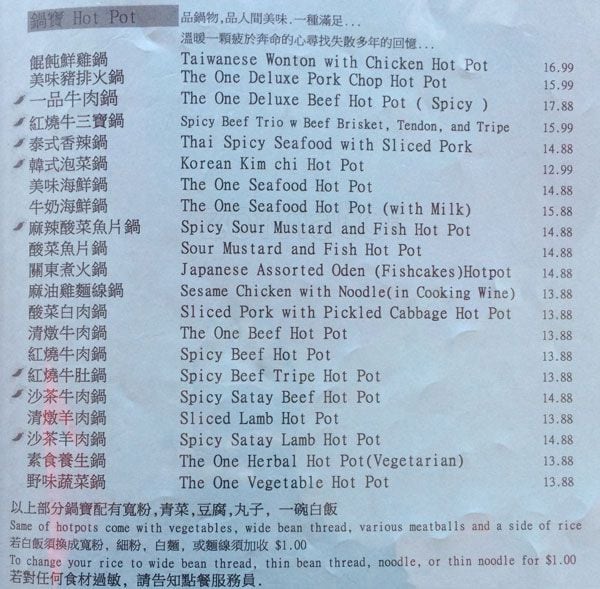 鍋寶 Hot Pot 品鍋物,品人間美味.一種滿足...
溫暖一顆疲於奔命的心尋找失散多年的回憶...
餛飩鮮雞鍋 Taiwanese Wonton with Chicken Hot Pot 16.99
美味豬排火鍋 The One Deluxe Pork Chop Hot Pot 15.99
一品牛肉鍋 The One Deluxe Beef Hot Pot ( Spicy ) 17.88
紅燒牛三寶鍋 Spicy Beef Trio w Beef Brisket, Tendon, and Tripe 15.99
泰式香辣鍋 Thai Spicy Seafood with Sliced Pork 14.88
韓式泡菜鍋 Korean Kim chi Hot Pot 12.99
美味海鮮鍋 The One Seafood Hot Pot 14.88
牛奶海鮮鍋 The One Seafood Hot Pot (with Milk) 15.88
麻辣酸菜魚片鍋 Spicy Sour Mustard and Fish Hot Pot 14.88
酸菜魚片鍋 Sour Mustard and Fish Hot Pot 14.88
關東煮火鍋 Japanese Assorted Oden (Fishcakes)Hotpot 14.88
麻油雞麵線鍋 Sesame Chicken with Noodle(in Cooking Wine) 13.88
酸菜白肉鍋 Sliced Pork with Pickled Cabbage Hot Pot 13.88
清燉牛肉鍋 The One Beef Hot Pot 13.88
紅燒牛肉鍋 Spicy Beef Hot Pot 13.88
紅燒牛肚鍋 Spicy Beef Tripe Hot Pot 13.88
沙茶牛肉鍋 Spicy Satay Beef Hot Pot 14.88
清燉羊肉鍋 Sliced Lamb Hot Pot 13.88
沙茶羊肉鍋 Spicy Satay Lamb Hot Pot 14.88
素食養生鍋 The One Herbal Hot Pot(Vegetarian) 13.88
野味蔬菜鍋 The One Vegetable Hot Pot 13.88
以上部分鍋寶配有寬粉,青菜,豆腐,丸子, 一碗白飯
Same of hotpots come with vegetables, wide bean thread, various meatballs and a side of rice
若白飯須換成寬粉, 細粉, 白麵, 或麵線須加收 $1.00
To change your rice to wide bean thread, thin bean thread, noodle, or thin noodle for $1.00
若對任何食材過敏, 請告知點餐服務員.